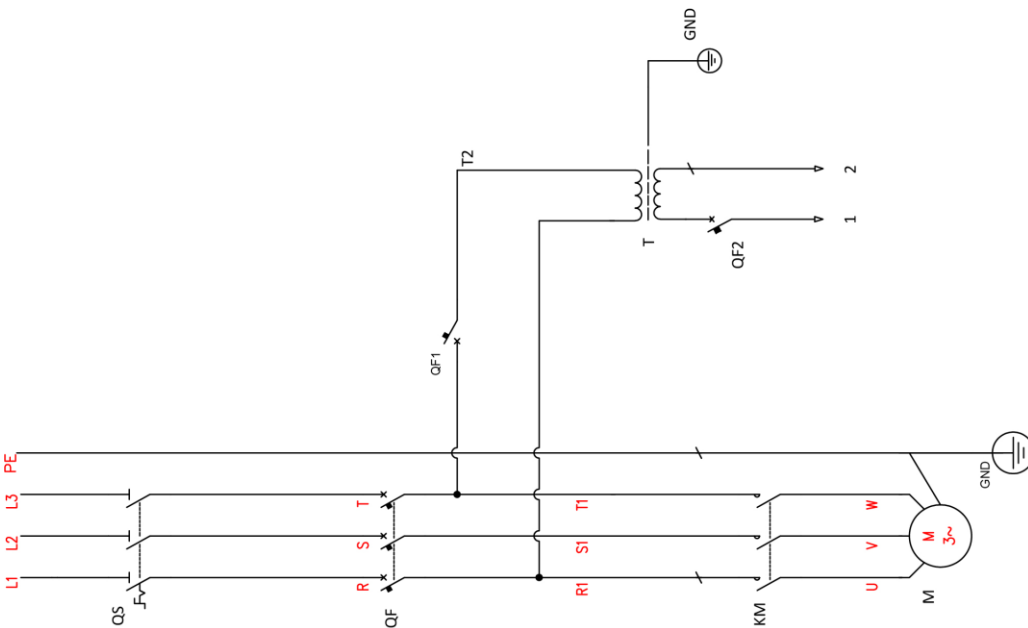 GND
T2
T
QF2
1
2
QF1
PE
L3
L2
L1
QS
T
S
R
QF
T1
S1
R1
KM
W
V
U
M
M
3~
GND